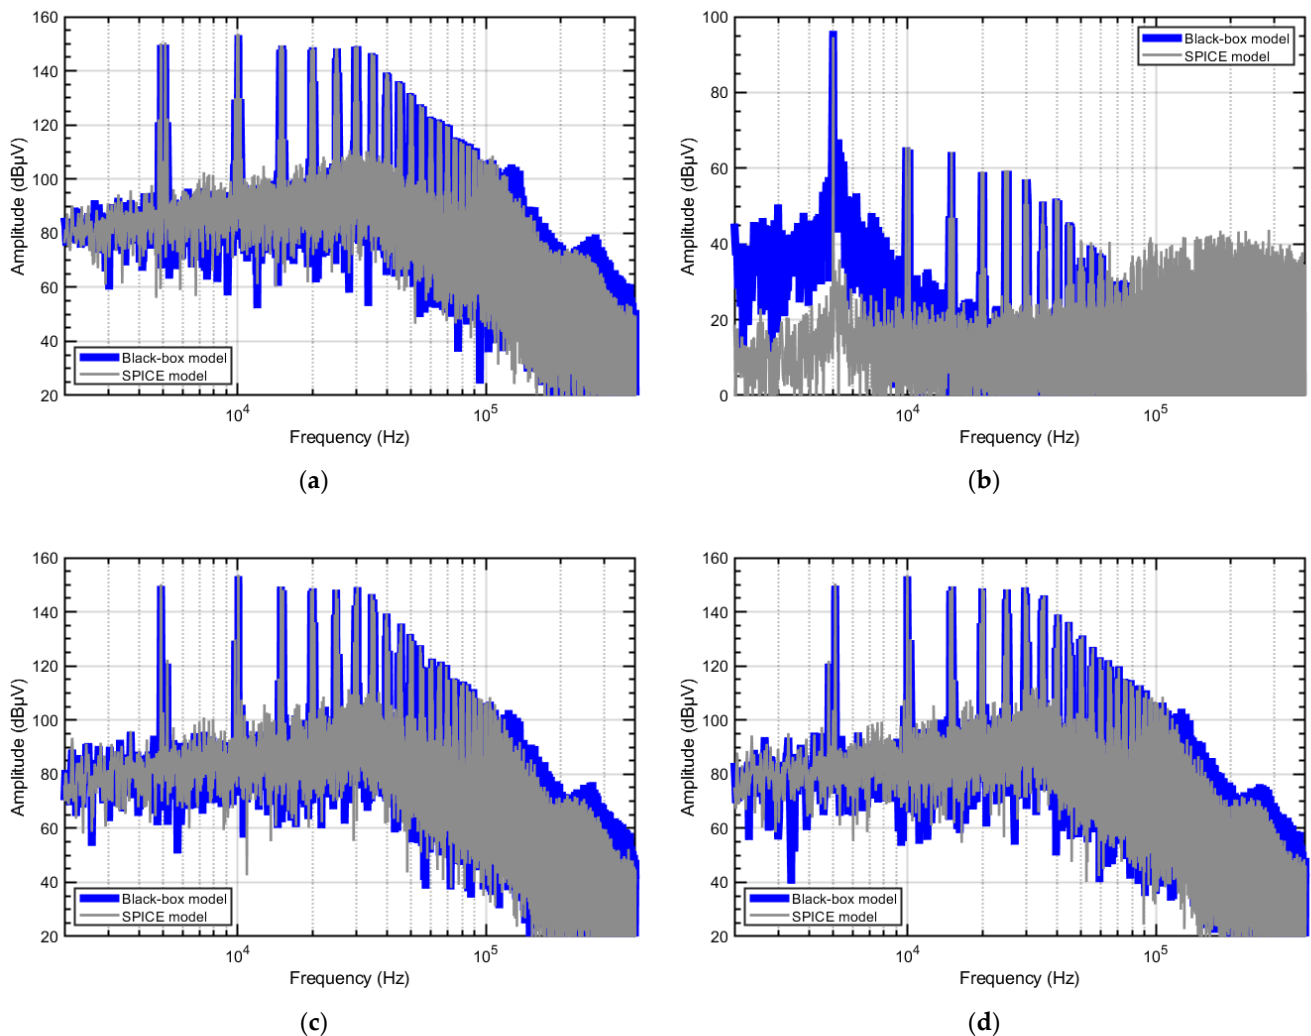 160
140
120
100
80
60
40
20
Amplitude (dBµV)
Black-box model
SPICE model
10⁴
10⁵
Frequency (Hz)
(a)
100
80
60
40
20
0
Amplitude (dBµV)
Black-box model
SPICE model
10⁴
10⁵
Frequency (Hz)
(b)
160
140
120
100
80
60
40
20
Amplitude (dBµV)
Black-box model
SPICE model
10⁴
10⁵
Frequency (Hz)
(c)
160
140
120
100
80
60
40
20
Amplitude (dBµV)
Black-box model
SPICE model
10⁴
10⁵
Frequency (Hz)
(d)